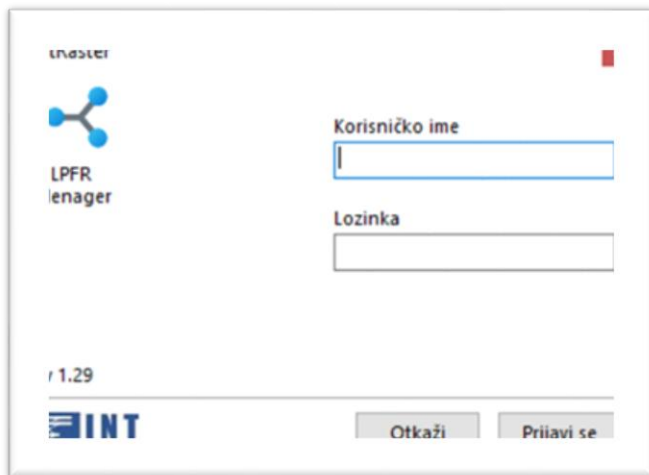 Korisničko ime
LPFR
Lozinka
1.29
INT
Otkaži
Prijavi se